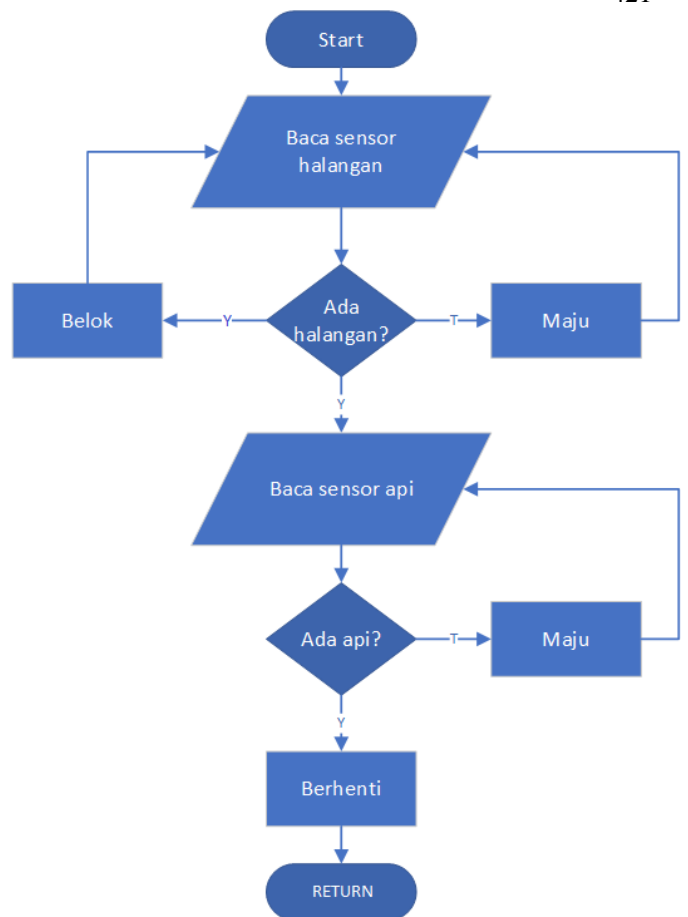 Start
Baca sensor
halangan
Belok
Y
Ada
halangan?
T
Maju
Y
Baca sensor api
Ada api?
T
Maju
Y
Berhenti
RETURN